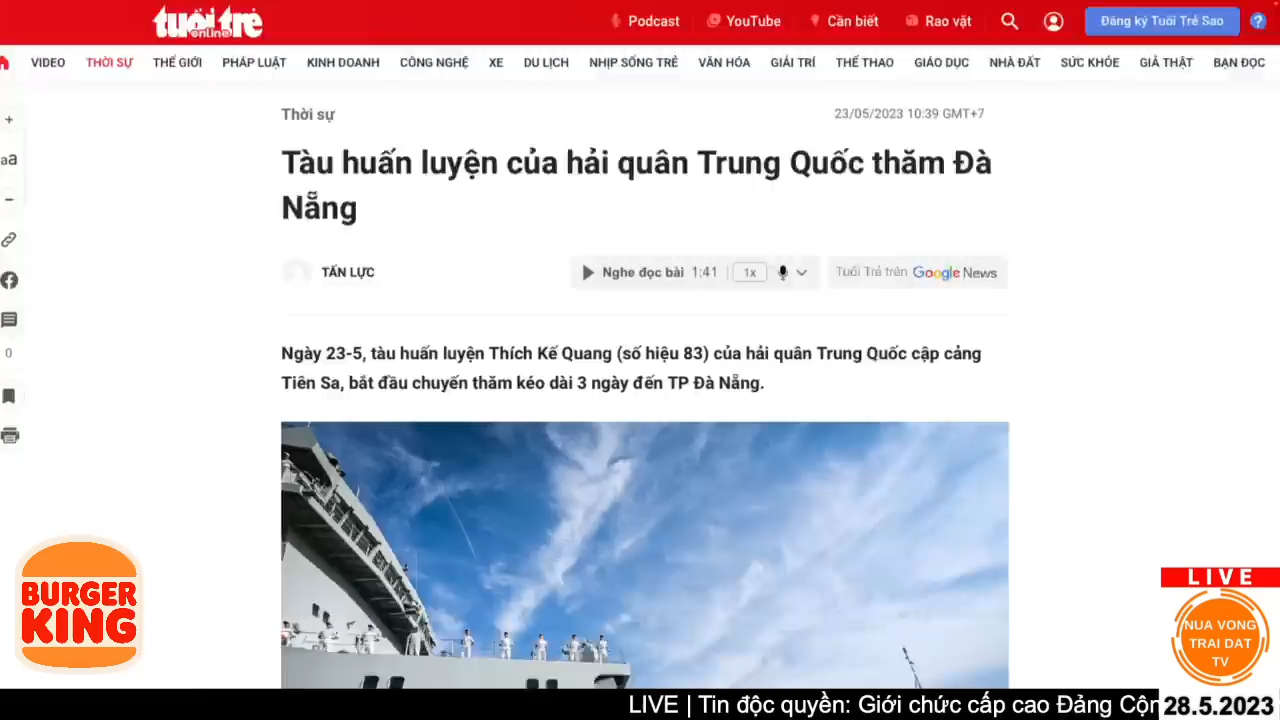 tuổi trẻ
online
Podcast
YouTube
Cần biết
Rao vặt
Đăng ký Tuổi Trẻ Sao
VIDEO
THỜI SỰ
THẾ GIỚI
PHÁP LUẬT
KINH DOANH
CÔNG NGHỆ
XE
DU LỊCH
NHỊP SỐNG TRẺ
VĂN HÓA
GIẢI TRÍ
THỂ THAO
GIÁO DỤC
NHÀ ĐẤT
SỨC KHỎE
GIẢ THẬT
BẠN ĐỌC
+
aa
−
0
Thời sự
23/05/2023 10:39 GMT+7
Tàu huấn luyện của hải quân Trung Quốc thăm Đà
Nẵng
TẤN LỰC
Nghe đọc bài 1:41
1x
Tuổi Trẻ trên Google News
Ngày 23-5, tàu huấn luyện Thích Kế Quang (số hiệu 83) của hải quân Trung Quốc cập cảng
Tiên Sa, bắt đầu chuyến thăm kéo dài 3 ngày đến TP Đà Nẵng.
BURGER
KING
LIVE
NUA VONG
TRAI DAT
TV
LIVE | Tin độc quyền: Giới chức cấp cao Đảng Cộn
28.5.2023